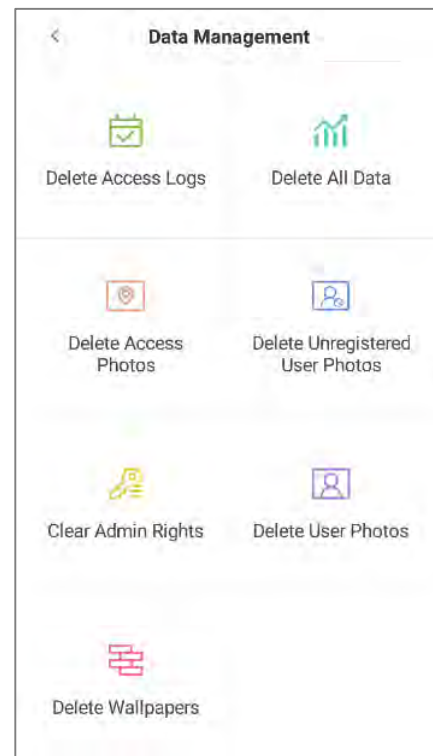 Data Management
Delete Access Logs
Delete All Data
Delete Access
Photos
Delete Unregistered
User Photos
Clear Admin Rights
Delete User Photos
Delete Wallpapers